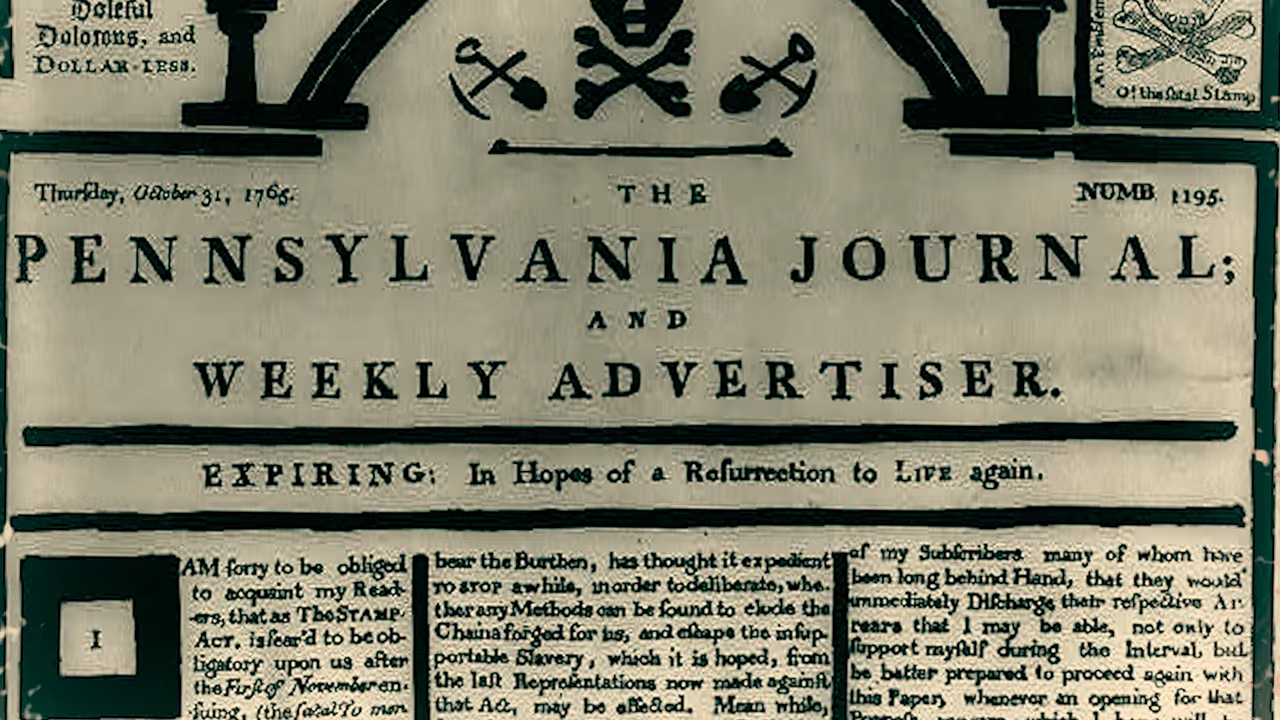 Doleful
Dolorous, and
DOLLAR-LESS.
An Emblem
Of the fatal Stamp
Thurſday, October 31, 1765.
THE
NUMB 1195.
PENNSYLVANIA JOURNAL;
AND
WEEKLY ADVERTISER.
EXPIRING: In Hopes of a Reſurrection to LIFE again.
I
AM ſorry to be obliged
to acquaint my Read-
ers, that as The STAMP-
ACT, is fear'd to be ob-
ligatory upon us after
the Firſt of November en-
ſuing, (the fatal To mor
bear the Burthen, has thought it expedient
TO STOP awhile, in order to deliberate, whe-
ther any Methods can be found to elude the
Chains forged for us, and eſcape the inſup-
portable Slavery, which it is hoped, from
the laſt Repreſentations now made againſt
that Act, may be effected. Mean while,
of my Subſcribers many of whom have
been long behind Hand, that they would
immediately Diſcharge their reſpective Ar-
rears that I may be able, not only to
ſupport myſelf during the Interval, but
be better prepared to proceed again with
this Paper, whenever an opening for that